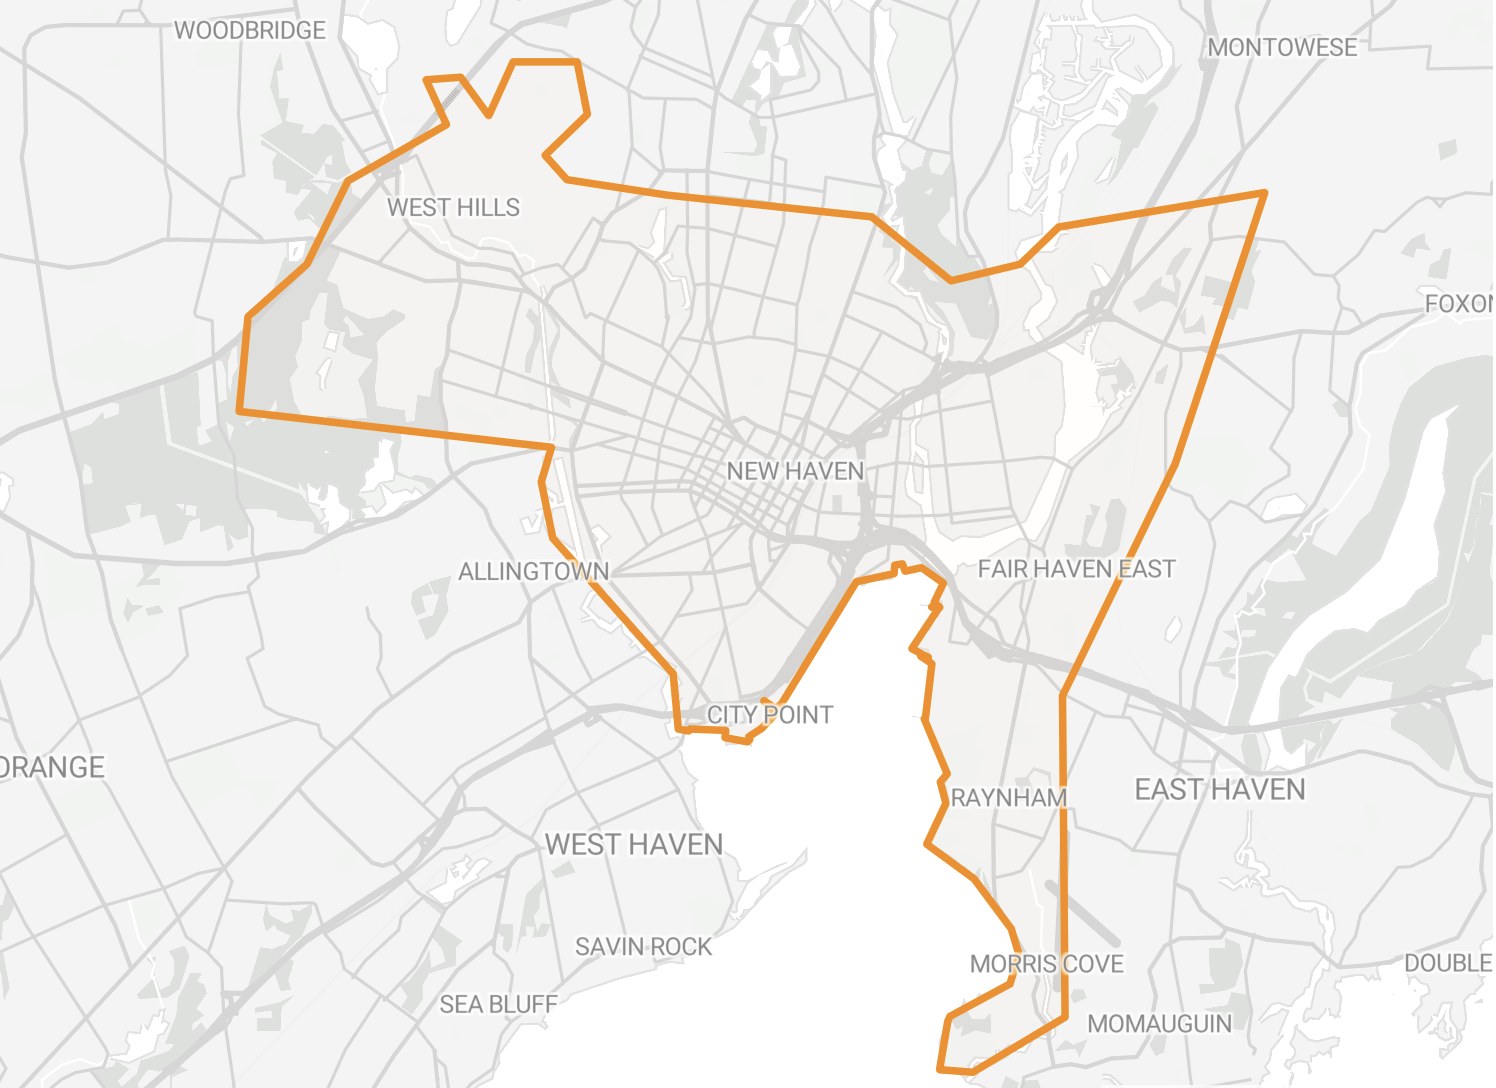 WOODBRIDGE
MONTOWESE
WEST HILLS
FOXON
NEW HAVEN
ALLINGTOWN
FAIR HAVEN EAST
CITY POINT
ORANGE
RAYNHAM
EAST HAVEN
WEST HAVEN
SAVIN ROCK
MORRIS COVE
DOUBLE
SEA BLUFF
MOMAUGUIN